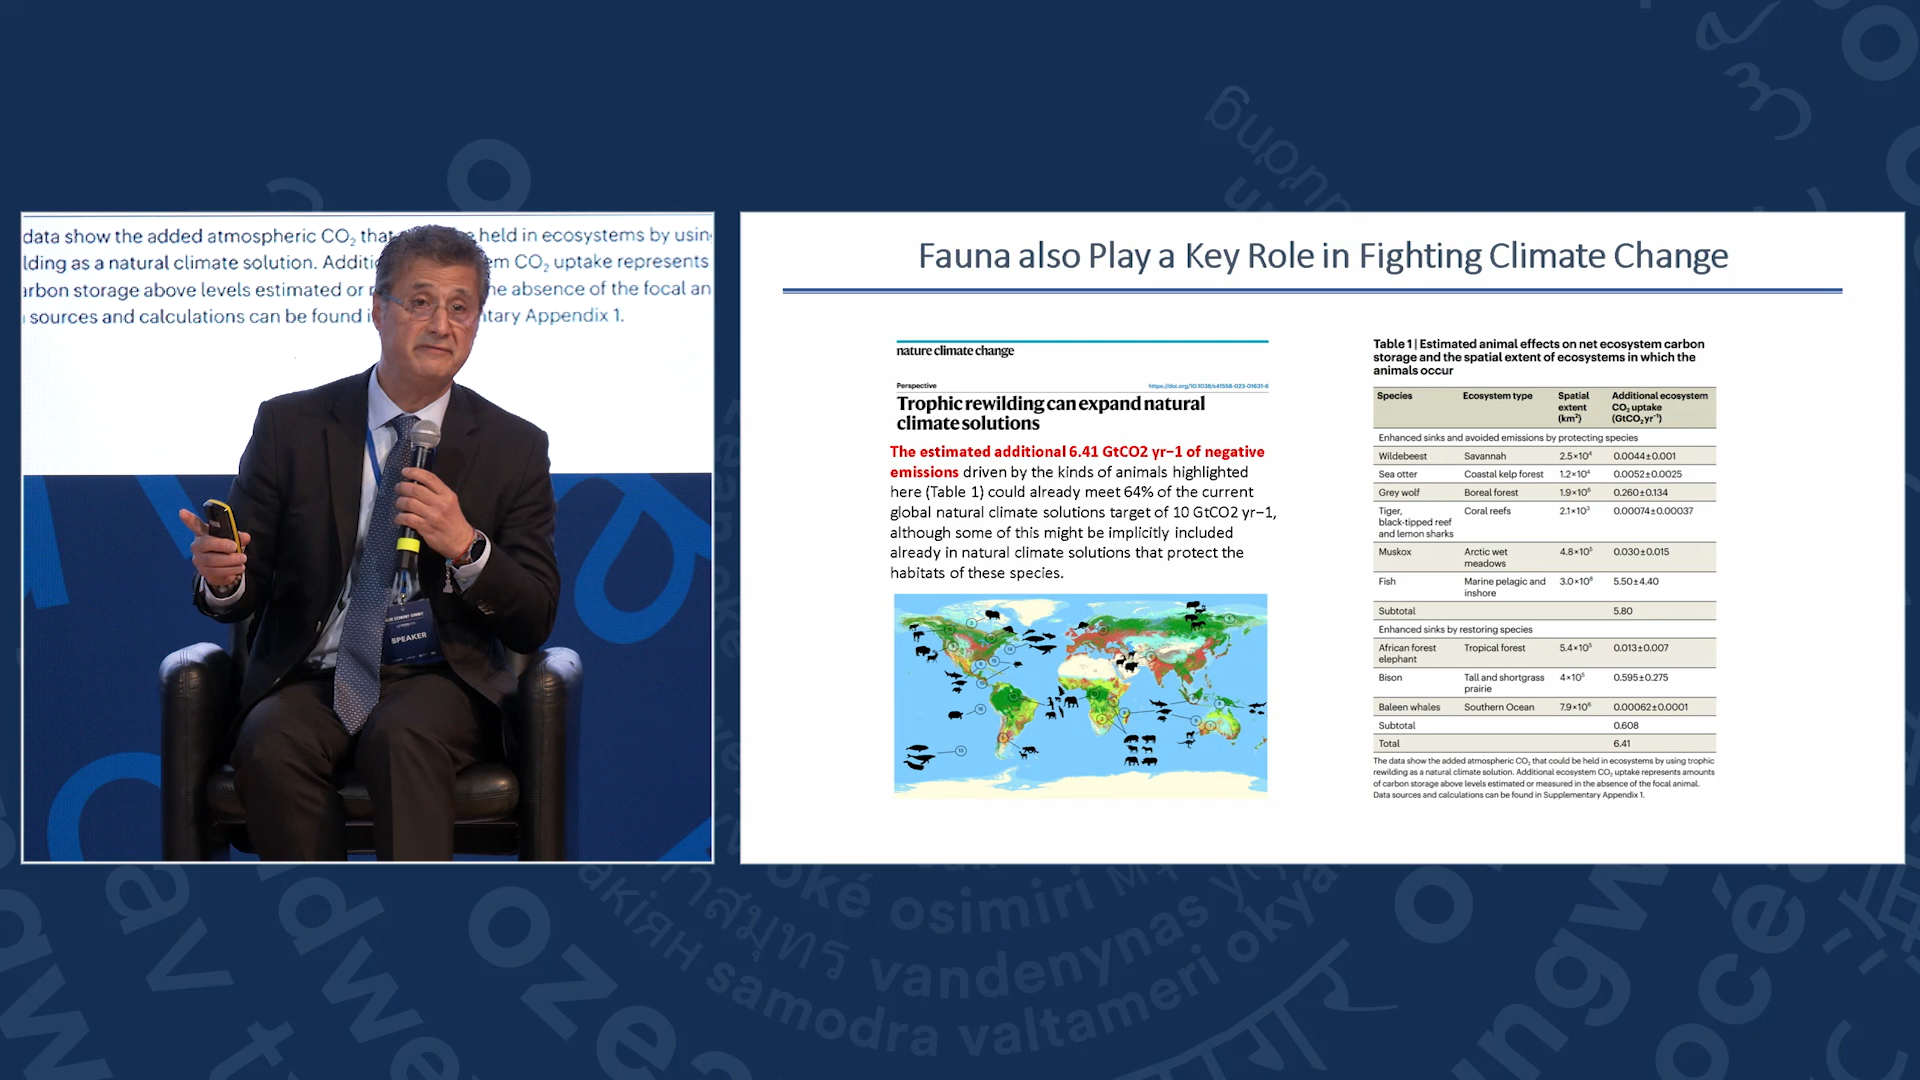 data show the added atmospheric CO₂ that held in ecosystems by usin
lding as a natural climate solution. Additi em CO₂ uptake represents
arbon storage above levels estimated or he absence of the focal an
sources and calculations can be found i tary Appendix 1.
SPEAKER
Fauna also Play a Key Role in Fighting Climate Change
nature climate change
Perspective https://doi.org/10.1038/s41558-023-01631-6
Trophic rewilding can expand natural
climate solutions
The estimated additional 6.41 GtCO2 yr−1 of negative
emissions driven by the kinds of animals highlighted
here (Table 1) could already meet 64% of the current
global natural climate solutions target of 10 GtCO2 yr−1,
although some of this might be implicitly included
already in natural climate solutions that protect the
habitats of these species.
Table 1 | Estimated animal effects on net ecosystem carbon
storage and the spatial extent of ecosystems in which the
animals occur
Species Ecosystem type Spatial extent (km²) Additional ecosystem CO₂ uptake (GtCO₂ yr⁻¹)
Enhanced sinks and avoided emissions by protecting species
Wildebeest Savannah 2.5×10⁴ 0.0044±0.001
Sea otter Coastal kelp forest 1.2×10⁴ 0.0052±0.0025
Grey wolf Boreal forest 1.9×10⁶ 0.260±0.134
Tiger, Coral reefs 2.1×10³ 0.00074±0.00037
black-tipped reef
and lemon sharks
Muskox Arctic wet 4.8×10⁵ 0.030±0.015
meadows
Fish Marine pelagic and 3.0×10⁸ 5.50±4.40
inshore
Subtotal 5.80
Enhanced sinks by restoring species
African forest Tropical forest 5.4×10⁵ 0.013±0.007
elephant
Bison Tall and shortgrass 4×10⁵ 0.595±0.275
prairie
Baleen whales Southern Ocean 7.9×10⁶ 0.00062±0.0001
Subtotal 0.608
Total 6.41
The data show the added atmospheric CO₂ that could be held in ecosystems by using trophic
rewilding as a natural climate solution. Additional ecosystem CO₂ uptake represents amounts
of carbon storage above levels estimated or measured in the absence of the focal animal.
Data sources and calculations can be found in Supplementary Appendix 1.
oké osimiri
vandenynas
samodra valtameri